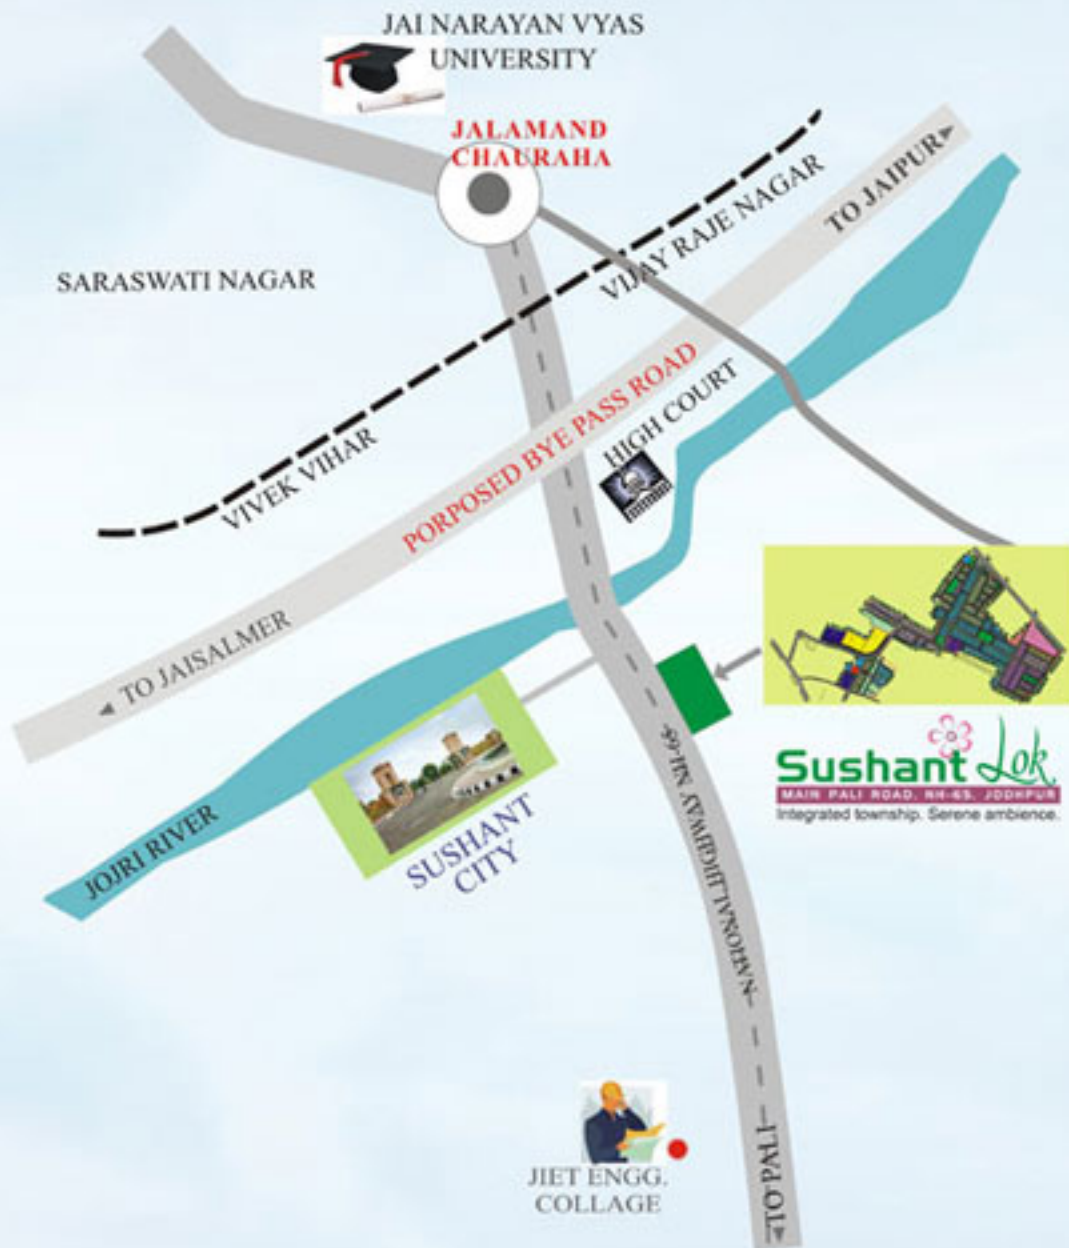 JAI NARAYAN VYAS
UNIVERSITY
JALAMAND
CHAURAHA
VIJAY RAJE NAGAR
TO JAIPUR
SARASWATI NAGAR
PORPOSED BYE PASS ROAD
HIGH COURT
VIVEK VIHAR
TO JAISALMER
JOJRI RIVER
SUSHANT
CITY
NATIONAL HIGHWAY NH-65
Sushant Lok
MAIN PALI ROAD, NH-65, JODHPUR
Integrated township. Serene ambience.
JIET ENGG.
COLLAGE
TO PALI